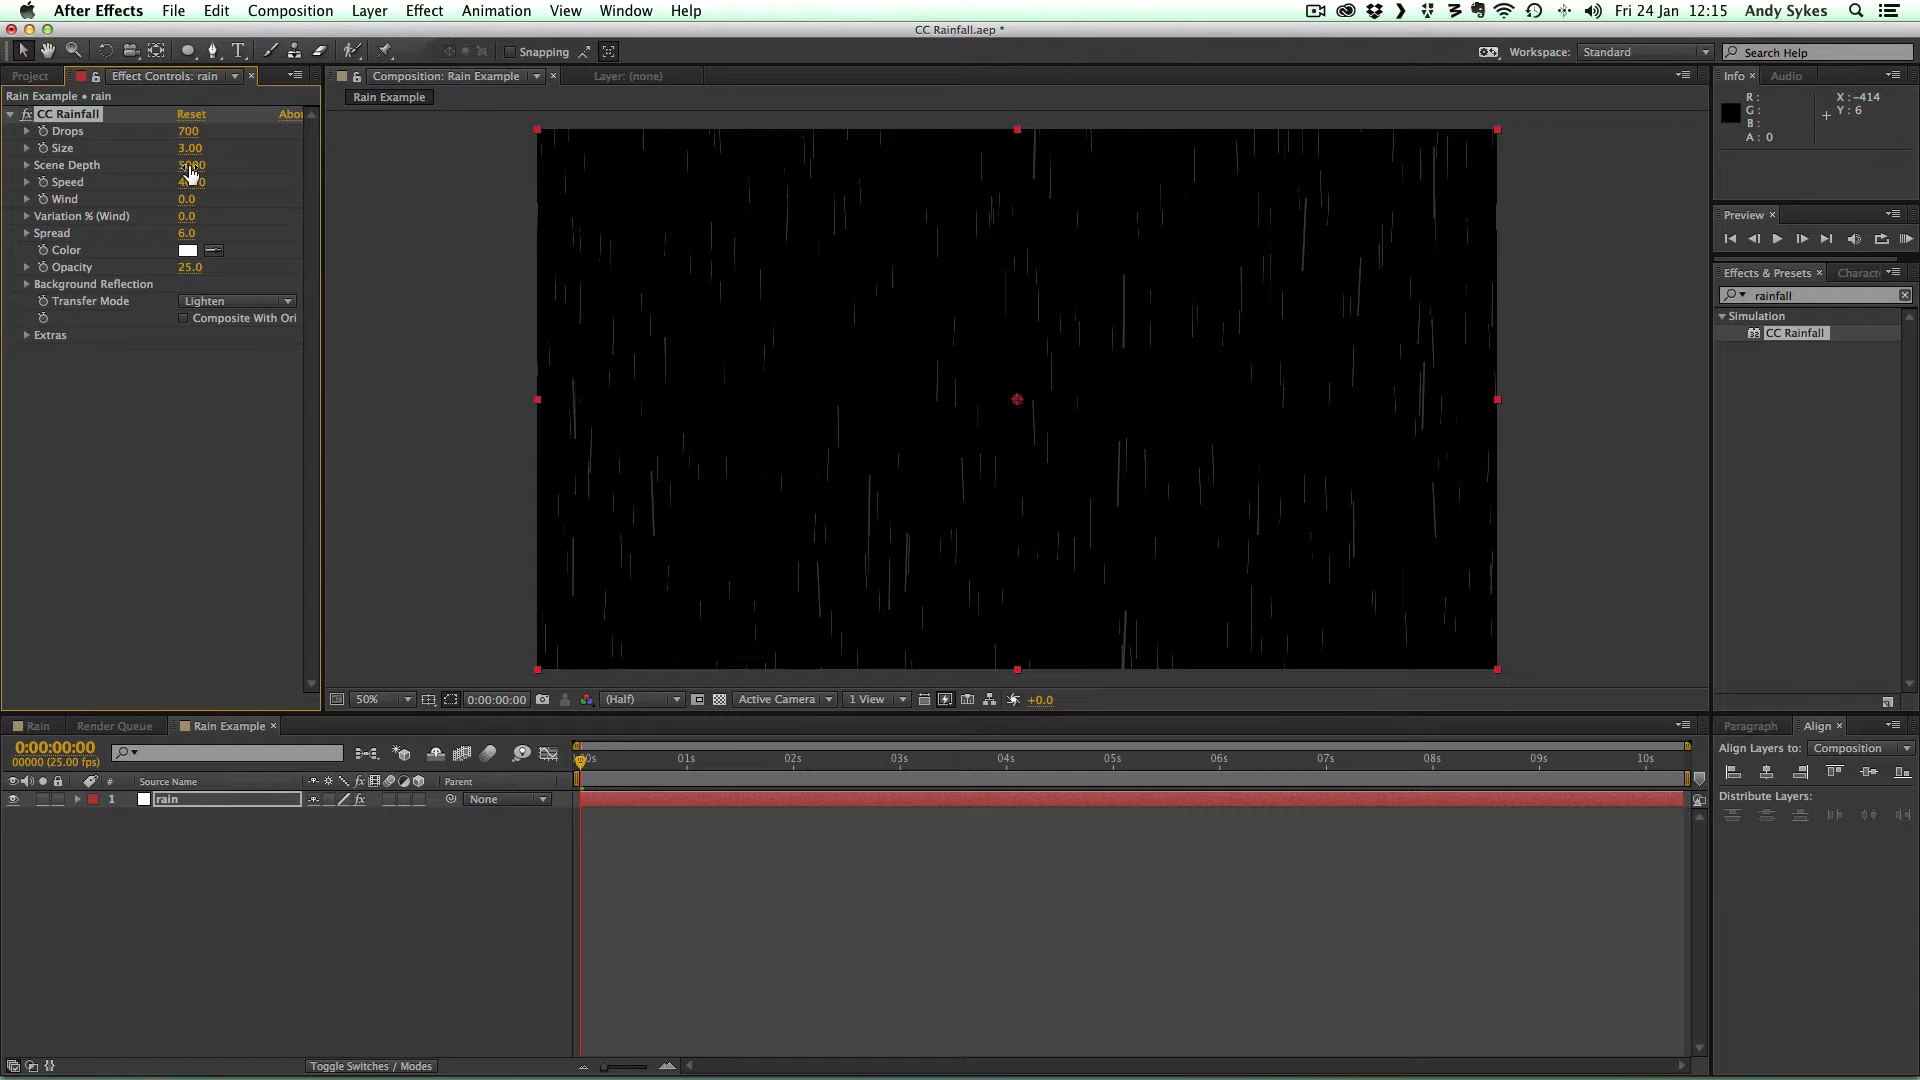 After Effects File Edit Composition Layer Effect Animation View Window Help Fri 24 Jan 12:15 Andy Sykes
CC Rainfall.aep *
Snapping Workspace: Standard Search Help
Project Effect Controls: rain Composition: Rain Example Layer: (none) Info Audio
Rain Example • rain
Rain Example
R: X: -414
G: Y: 6
B:
A: 0
CC Rainfall Reset Abou
Drops 700
Size 3.00
Scene Depth
Speed
Wind 0.0
Variation % (Wind) 0.0
Spread 6.0
Color
Opacity 25.0
Background Reflection
Transfer Mode Lighten
Composite With Ori
Extras
Preview
Effects & Presets Characte
rainfall
Simulation
32 CC Rainfall
50% 0:00:00:00 (Half) Active Camera 1 View +0.0
Rain Render Queue Rain Example
0:00:00:00
00000 (25.00 fps)
# Source Name Parent
1 rain None
00s 01s 02s 03s 04s 05s 06s 07s 08s 09s 10s
Paragraph Align
Align Layers to: Composition
Distribute Layers:
Toggle Switches / Modes